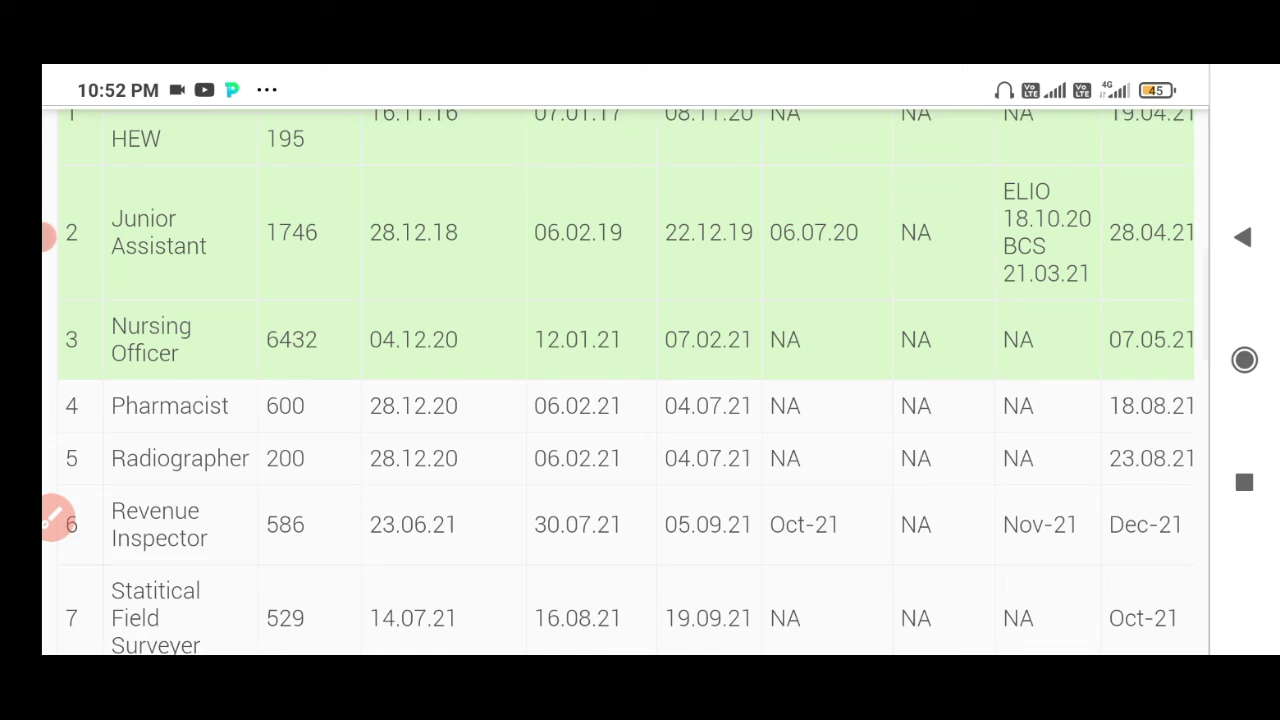 10:52 PM ...
Vo LTE Vo LTE 4G 45
1 16.11.16 07.01.17 08.11.20 NA NA NA 19.04.21
HEW 195
2 Junior Assistant 1746 28.12.18 06.02.19 22.12.19 06.07.20 NA ELIO 18.10.20 BCS 21.03.21 28.04.21
3 Nursing Officer 6432 04.12.20 12.01.21 07.02.21 NA NA NA 07.05.21
4 Pharmacist 600 28.12.20 06.02.21 04.07.21 NA NA NA 18.08.21
5 Radiographer 200 28.12.20 06.02.21 04.07.21 NA NA NA 23.08.21
6 Revenue Inspector 586 23.06.21 30.07.21 05.09.21 Oct-21 NA Nov-21 Dec-21
7 Statitical Field Surveyer 529 14.07.21 16.08.21 19.09.21 NA NA NA Oct-21